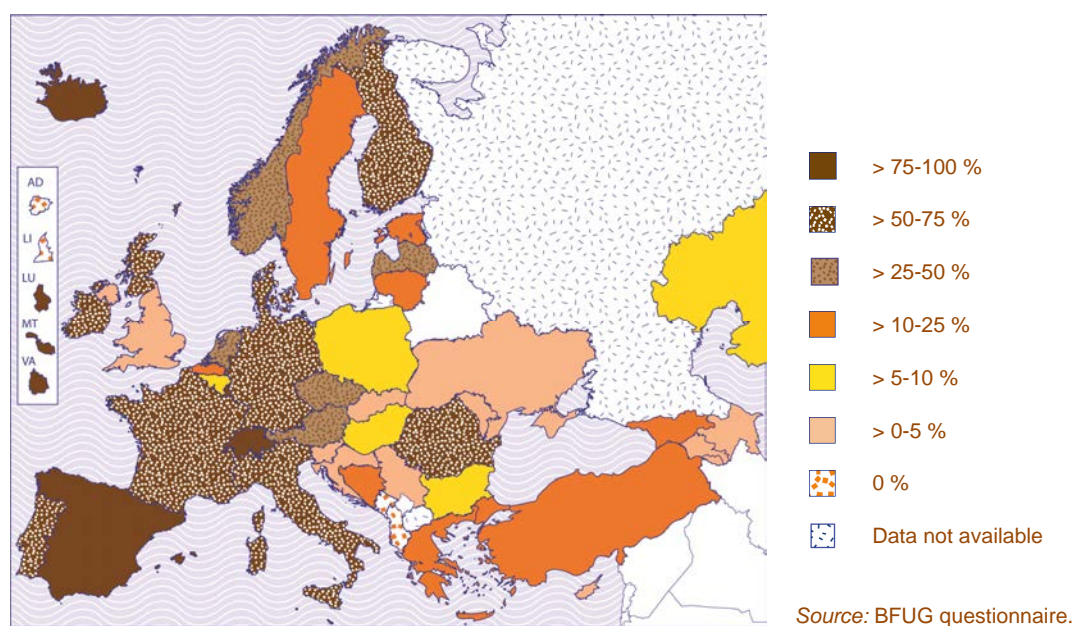 AD
LI
LU
MT
VA
> 75-100 %
> 50-75 %
> 25-50 %
> 10-25 %
> 5-10 %
> 0-5 %
0 %
Data not available
Source: BFUG questionnaire.